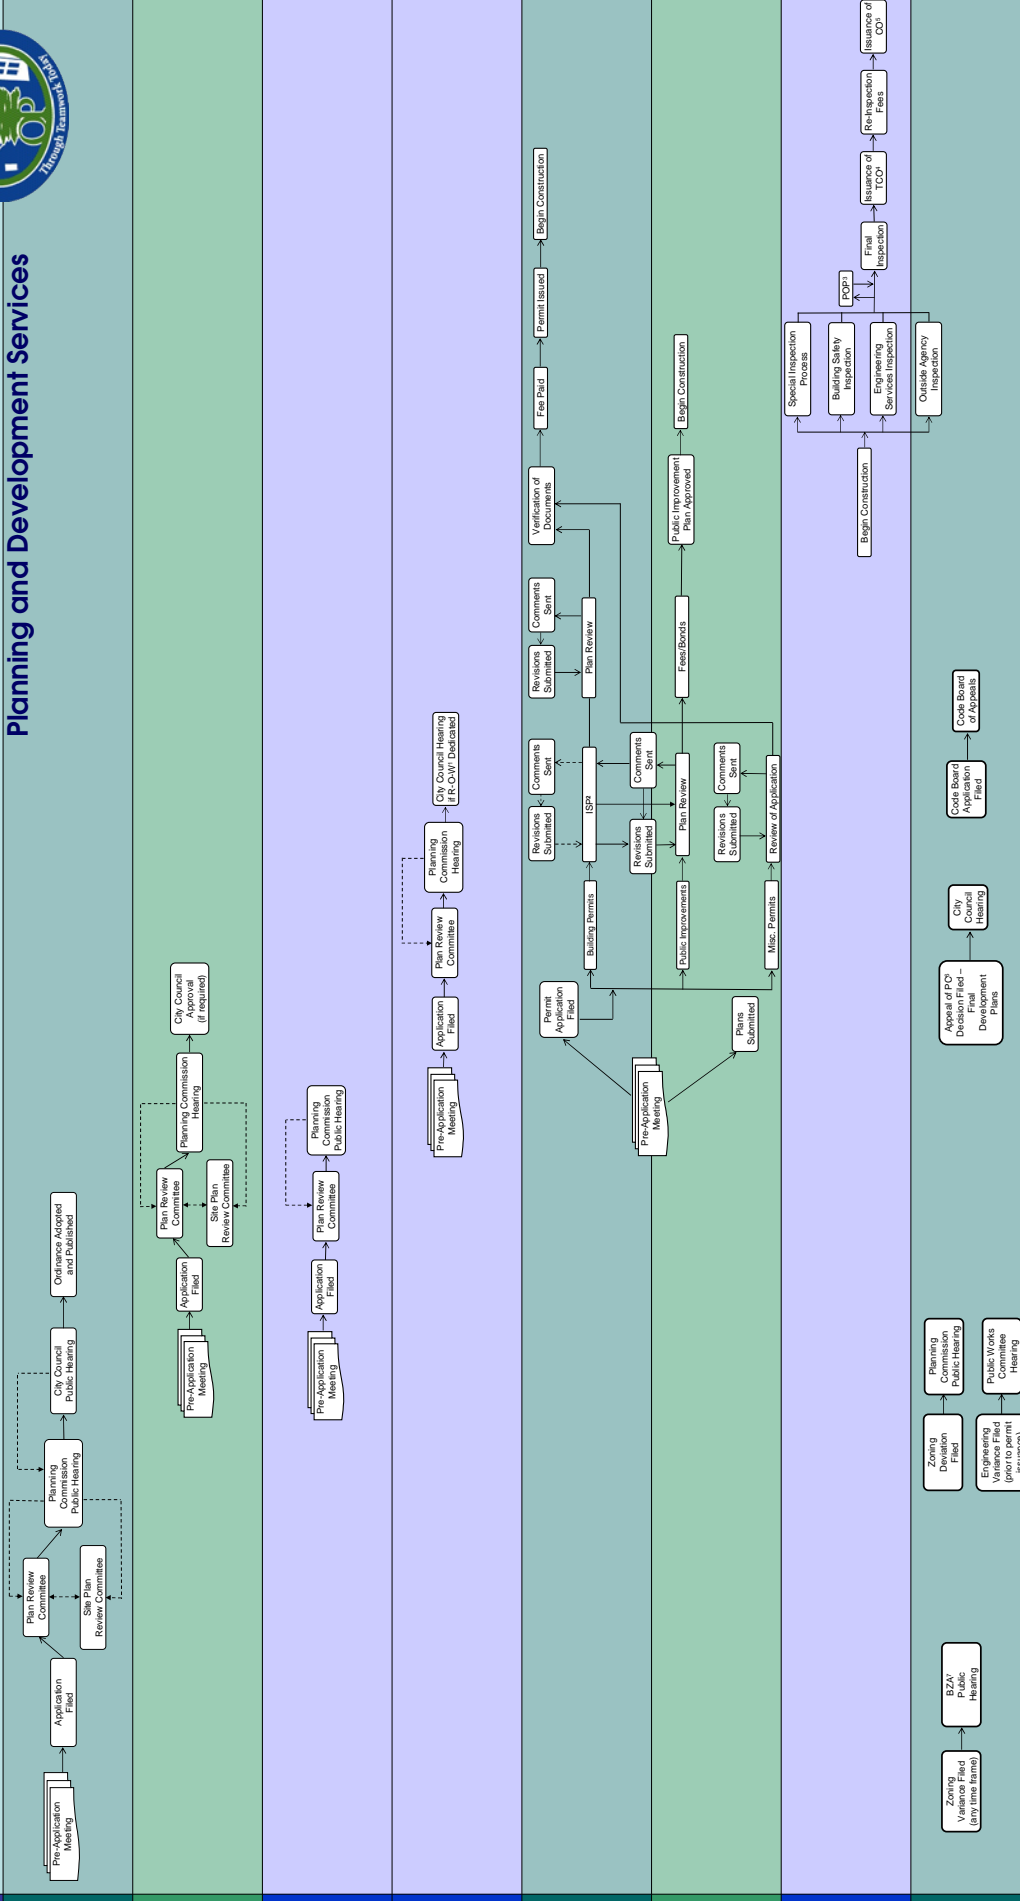 Planning and Development Services
Through Teamwork Today
OP
Pre-Application
Meeting
Application
Filed
Plan Review
Committee
Site Plan
Review Committee
Planning
Commission
Public Hearing
City Council
Public Hearing
Ordinance Adopted
and Published
Pre-Application
Meeting
Application
Filed
Plan Review
Committee
Site Plan
Review Committee
Planning Commission
Hearing
City Council
Approval
(if required)
Pre-Application
Meeting
Application
Filed
Plan Review
Committee
Planning
Commission
Public Hearing
Pre-Application
Meeting
Application
Filed
Plan Review
Committee
Planning
Commission
Hearing
City Council Hearing
if R-O-W¹ Dedicated
Pre-Application
Meeting
Permit
Application
Filed
Plans
Submitted
Building Permits
Public Improvements
Misc. Permits
Revisions
Submitted
Comments
Sent
ISP²
Revisions
Submitted
Comments
Sent
Plan Review
Revisions
Submitted
Comments
Sent
Review of Application
Revisions
Submitted
Comments
Sent
Plan Review
Fees/Bonds
Verification of
Documents
Public Improvement
Plan Approved
Fee Paid
Permit Issued
Begin Construction
Begin Construction
Begin Construction
Special Inspection
Process
Building Safety
Inspection
Engineering
Services Inspection
Outside Agency
Inspection
POP³
Final
Inspection
Issuance of
TCO⁴
Re-Inspection
Fees
Issuance of
CO⁵
Zoning
Variance Filed
(any time frame)
BZA⁷
Public
Hearing
Zoning
Deviation
Filed
Planning
Commission
Public Hearing
Engineering
Variance Filed
(prior to permit
issuance)
Public Works
Committee
Hearing
Appeal of PC⁶
Decision Filed –
Final
Development
Plans
City
Council
Hearing
Code Board
Application
Filed
Code Board
of Appeals